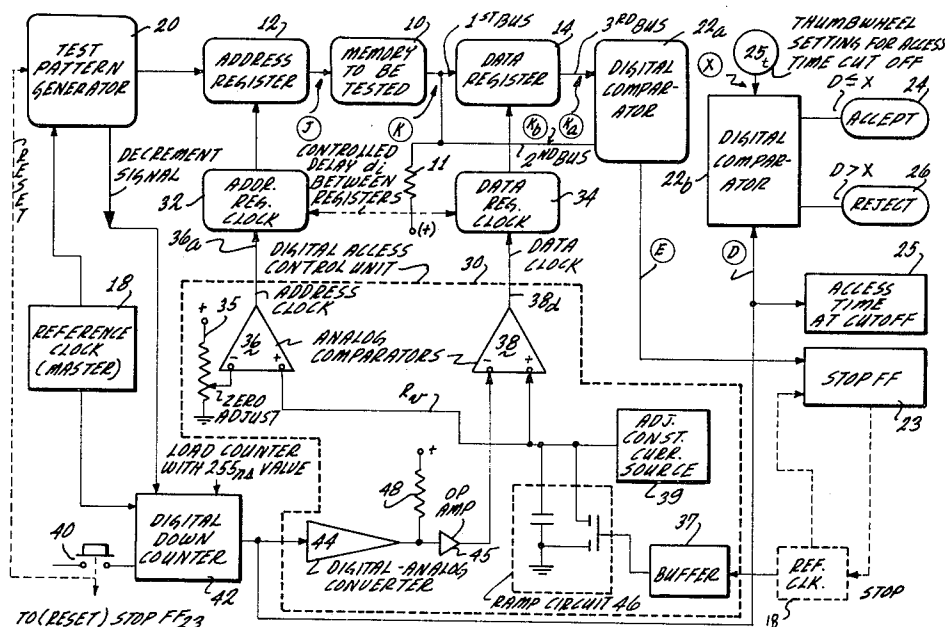 20
TEST
PATTERN
GENERATOR
12
ADDRESS
REGISTER
10
MEMORY
TO BE
TESTED
1ST BUS
14
DATA
REGISTER
3RD BUS
22a
DIGITAL
COMPAR-
ATOR
25t
THUMBWHEEL
SETTING FOR ACCESS
TIME CUT OFF
X
DIGITAL
COMPAR-
ATOR
22b
D≤X
24
ACCEPT
D>X
26
REJECT
J
K
Kb
Ka
2ND BUS
11
(+)
RESET
DECREMENT
SIGNAL
32
ADDR.
REG.
CLOCK
CONTROLLED
DELAY di
BETWEEN
REGISTERS
DATA
REG.
CLOCK
34
E
D
36a
DIGITAL ACCESS
CONTROL UNIT
30
DATA
CLOCK
25
ACCESS
TIME
AT CUTOFF
18
REFERENCE
CLOCK
(MASTER)
+
35
ADDRESS
CLOCK
36
- +
ANALOG
COMPARATORS
38d
38
- +
STOP FF
23
ZERO
ADJUST
Rv
ADJ.
CONST.
CURR.
SOURCE
39
LOAD COUNTER
WITH 255ns VALUE
+
48
OP
AMP
45
40
DIGITAL
DOWN
COUNTER
42
44
DIGITAL-ANALOG
CONVERTER
RAMP CIRCUIT 46
37
BUFFER
REF.
CLK.
18
STOP
TO (RESET) STOP FF 23